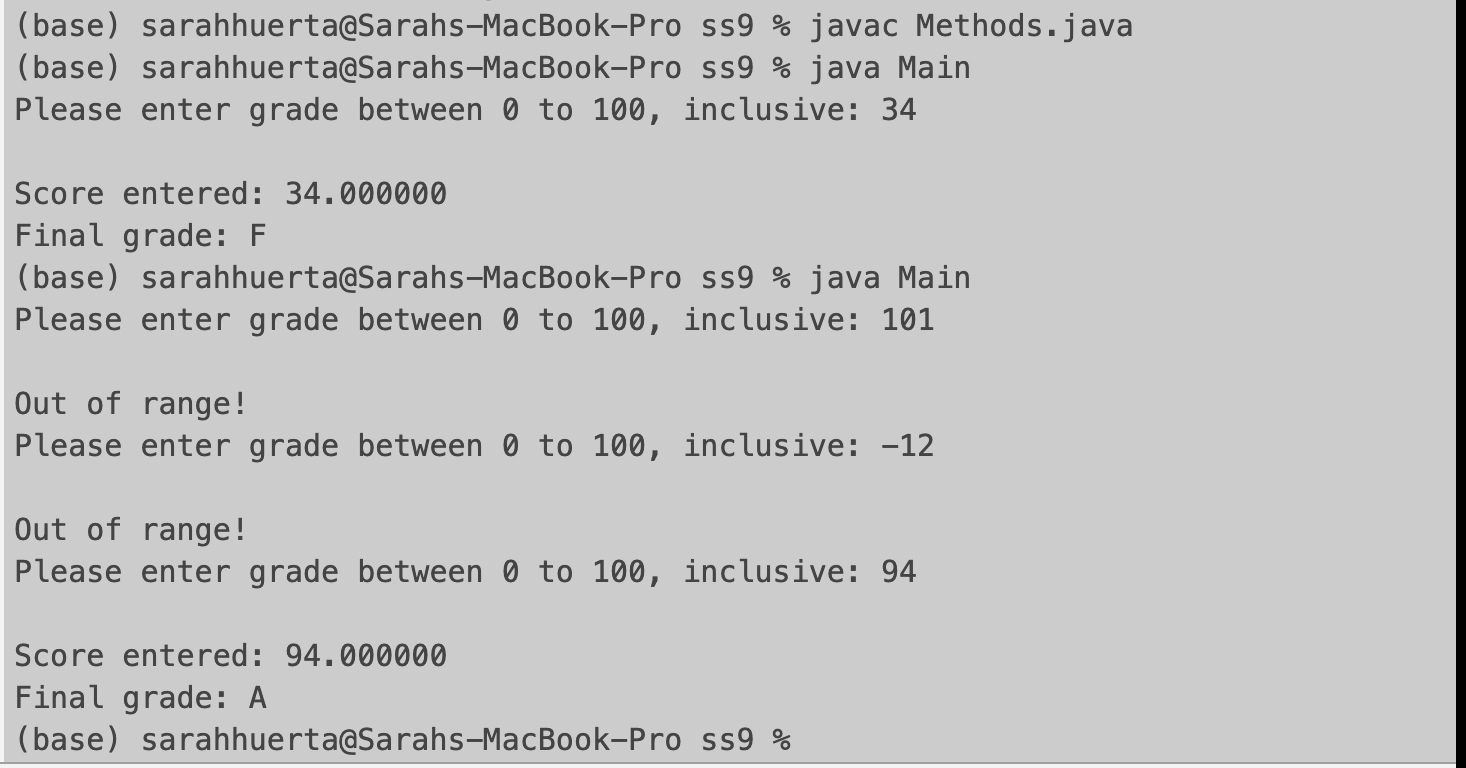 (base) sarahhuerta@Sarahs-MacBook-Pro ss9 % javac Methods.java
(base) sarahhuerta@Sarahs-MacBook-Pro ss9 % java Main
Please enter grade between 0 to 100, inclusive: 34
Score entered: 34.000000
Final grade: F
(base) sarahhuerta@Sarahs-MacBook-Pro ss9 % java Main
Please enter grade between 0 to 100, inclusive: 101
Out of range!
Please enter grade between 0 to 100, inclusive: -12
Out of range!
Please enter grade between 0 to 100, inclusive: 94
Score entered: 94.000000
Final grade: A
(base) sarahhuerta@Sarahs-MacBook-Pro ss9 %